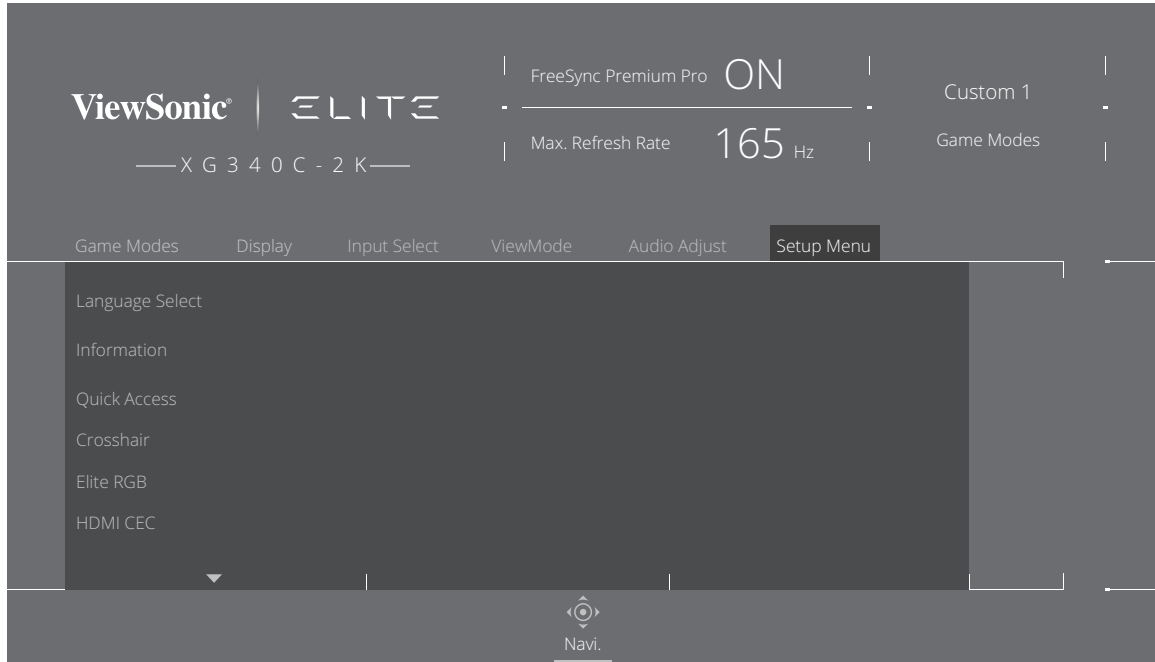 ViewSonic® ELITE
XG340C-2K
FreeSync Premium Pro ON
Max. Refresh Rate 165 Hz
Custom 1
Game Modes
Game Modes Display Input Select ViewMode Audio Adjust Setup Menu
Language Select
Information
Quick Access
Crosshair
Elite RGB
HDMI CEC
Navi.